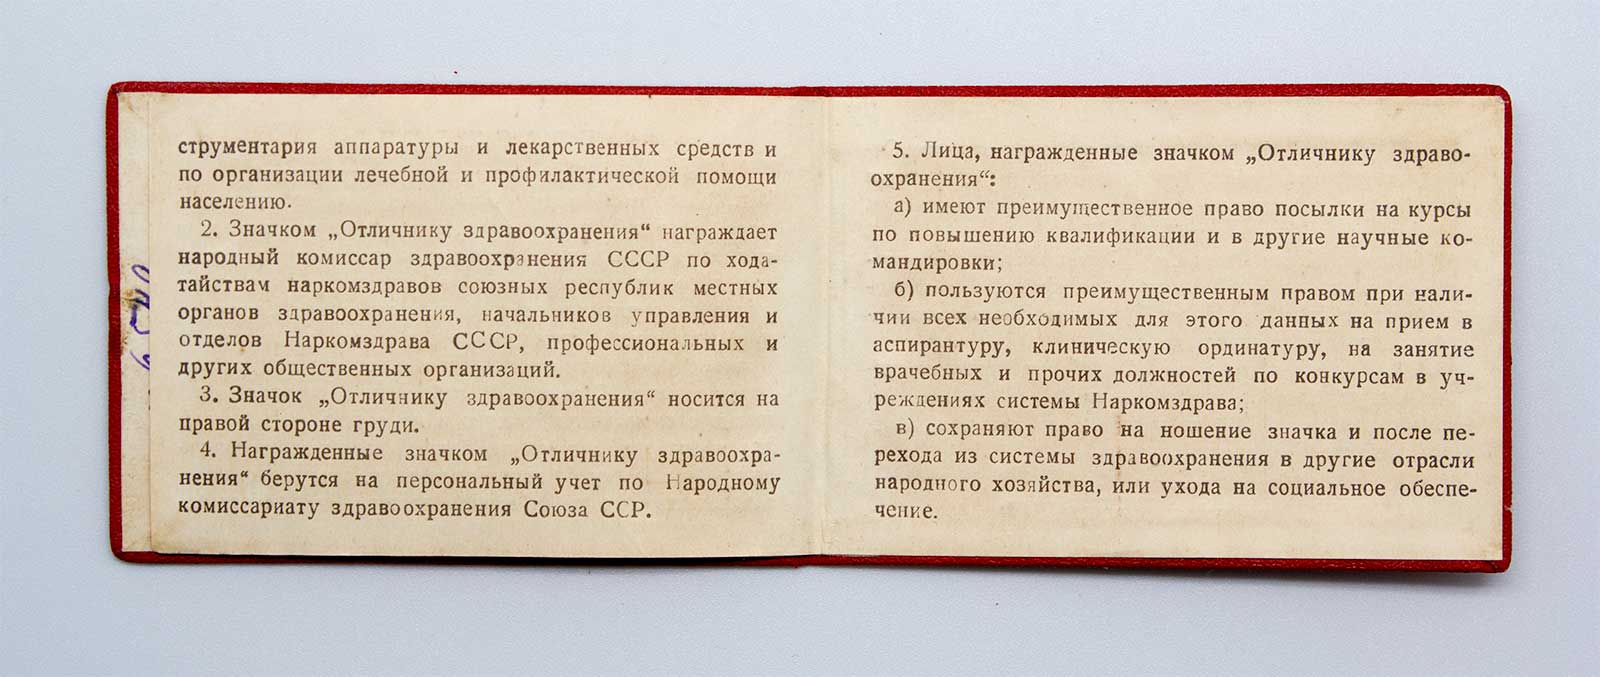 струментария аппаратуры и лекарственных средств и
по организации лечебной и профилактической помощи
населению.
2. Значком „Отличнику здравоохранения“ награждает
народный комиссар здравоохранения СССР по хода-
тайствам наркомздравов союзных республик местных
органов здравоохранения, начальников управления и
отделов Наркомздрава СССР, профессиональных и
других общественных организаций.
3. Значок „Отличнику здравоохранения“ носится на
правой стороне груди.
4. Награжденные значком „Отличнику здравоохра-
нения“ берутся на персональный учет по Народному
комиссариату здравоохранения Союза ССР.
5. Лица, награжденные значком „Отличнику здраво-
охранения“:
а) имеют преимущественное право посылки на курсы
по повышению квалификации и в другие научные ко-
мандировки;
б) пользуются преимущественным правом при нали-
чии всех необходимых для этого данных на прием в
аспирантуру, клиническую ординатуру, на занятие
врачебных и прочих должностей по конкурсам в уч-
реждениях системы Наркомздрава;
в) сохраняют право на ношение значка и после пе-
рехода из системы здравоохранения в другие отрасли
народного хозяйства, или ухода на социальное обеспе-
чение.